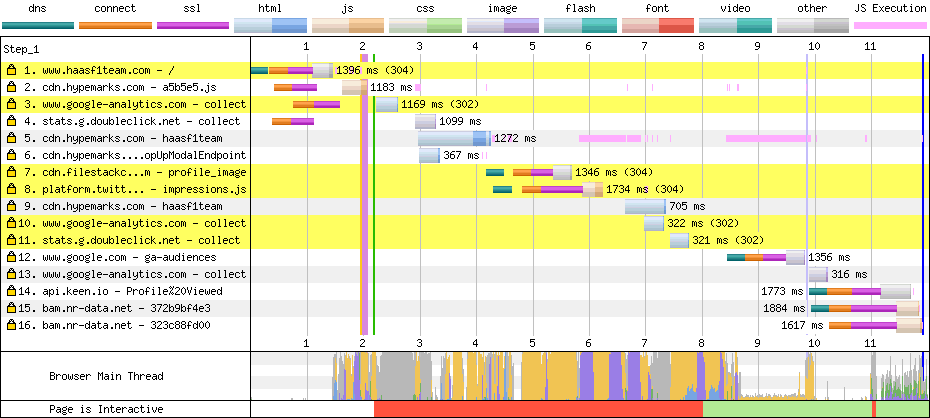 dns connect ssl html js css image flash font video other JS Execution
Step_1 1 2 3 4 5 6 7 8 9 10 11
1. www.haasf1team.com - / 1396 ms (304)
2. cdn.hypemarks.com - a5b5e5.js 1183 ms
3. www.google-analytics.com - collect 1169 ms (302)
4. stats.g.doubleclick.net - collect 1099 ms
5. cdn.hypemarks.com - haasf1team 1272 ms
6. cdn.hypemarks....opUpModalEndpoint 367 ms
7. cdn.filestackc...m - profile_image 1346 ms (304)
8. platform.twitt... - impressions.js 1734 ms (304)
9. cdn.hypemarks.com - haasf1team 705 ms
10. www.google-analytics.com - collect 322 ms (302)
11. stats.g.doubleclick.net - collect 321 ms (302)
12. www.google.com - ga-audiences 1356 ms
13. www.google-analytics.com - collect 316 ms
14. api.keen.io - Profile%20Viewed 1773 ms
15. bam.nr-data.net - 372b9bf4e3 1884 ms
16. bam.nr-data.net - 323c88fd00 1617 ms
1 2 3 4 5 6 7 8 9 10 11
Browser Main Thread
Page is Interactive